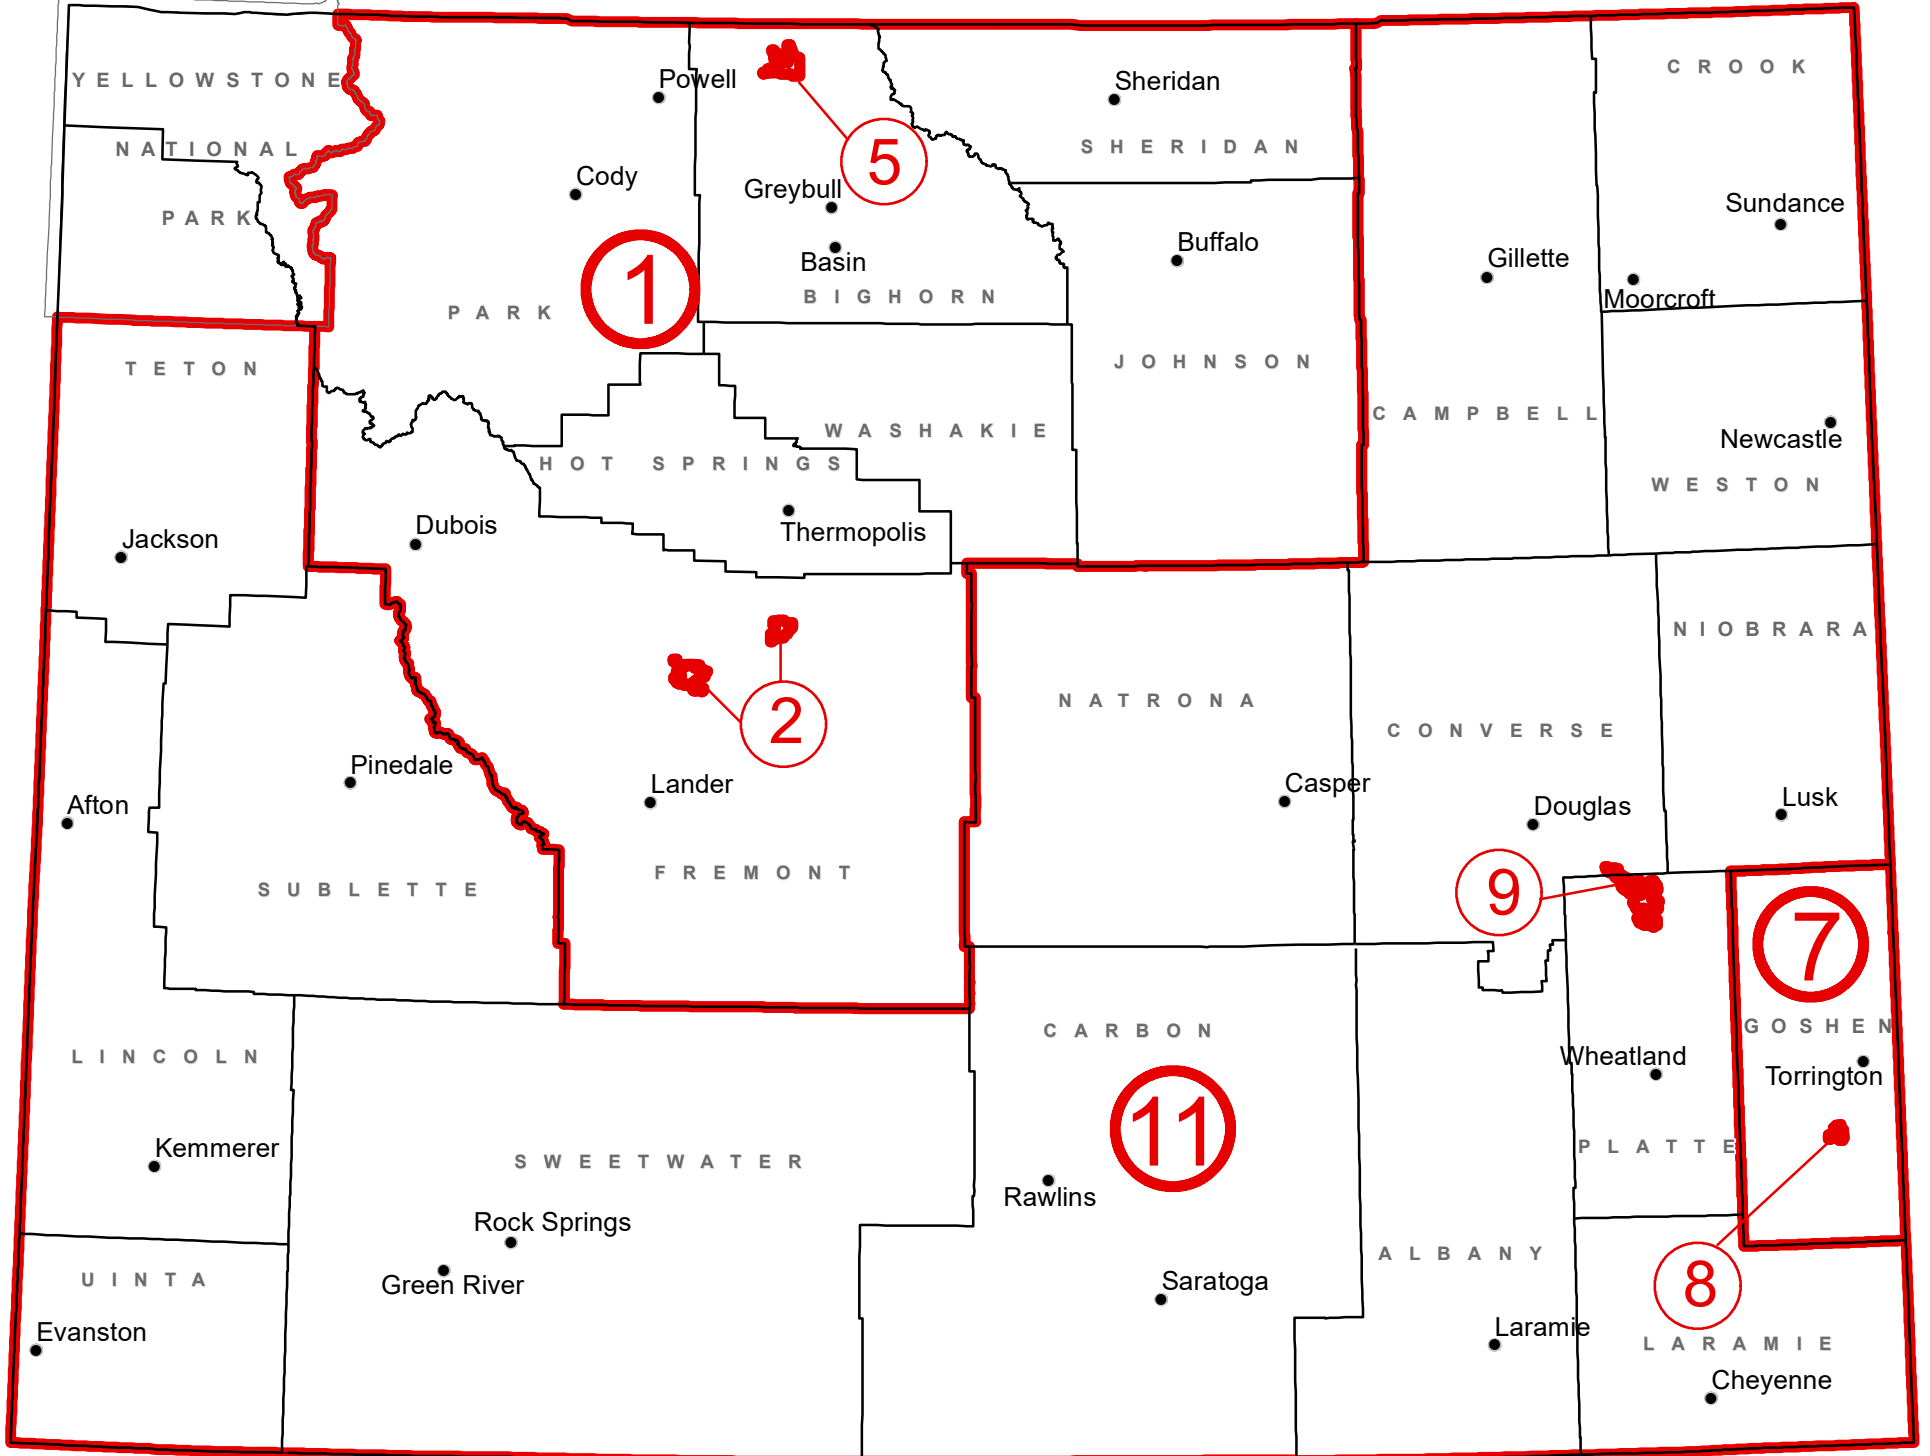 CROOK
YELLOWSTONE
Powell
Sheridan
NATIONAL
SHERIDAN
5
Cody
Greybull
Sundance
PARK
Buffalo
Gillette
Basin
1
BIGHORN
Moorcroft
PARK
TETON
JOHNSON
CAMPBELL
WASHAKIE
Newcastle
HOT SPRINGS
WESTON
Dubois
Thermopolis
Jackson
NIOBRARA
NATRONA
2
CONVERSE
Pinedale
Lander
Casper
Afton
Douglas
Lusk
FREMONT
SUBLETTE
9
7
CARBON
GOSHEN
LINCOLN
Wheatland
Torrington
11
Kemmerer
SWEETWATER
PLATTE
Rawlins
Rock Springs
ALBANY
UINTA
Green River
Saratoga
8
Evanston
Laramie
LARAMIE
Cheyenne